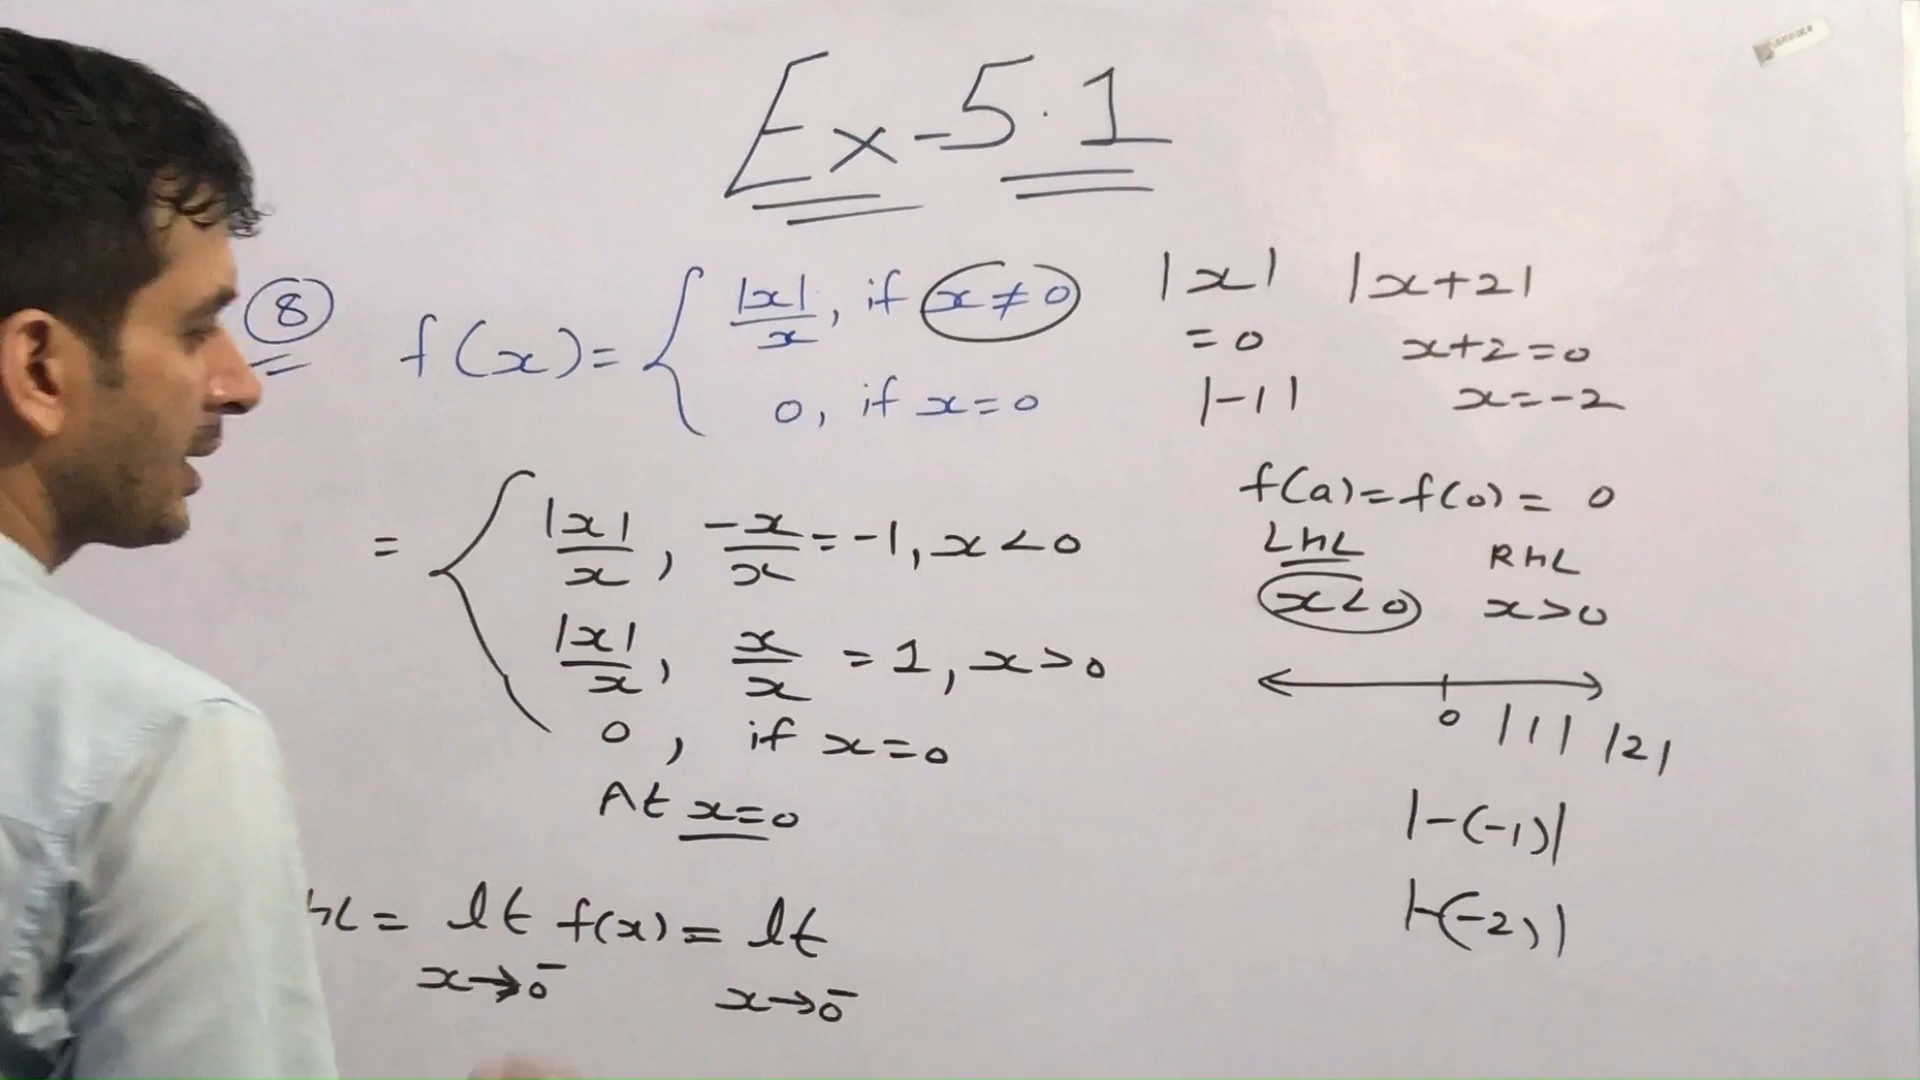 Ex-5.1
8 f(x) = { |x|/x, if x ≠ 0
0, if x = 0
|x| |x+2|
= 0 x+2=0
|-1| x=-2
= { |x|/x, -x/x = -1, x < 0
|x|/x, x/x = 1, x > 0
0, if x = 0
At x=0
hL = lt f(x) = lt
x→0⁻ x→0⁻
f(a) = f(0) = 0
LhL RhL
x<0 x>0
0 |1| |2|
|-(-1)|
|-(-2)|